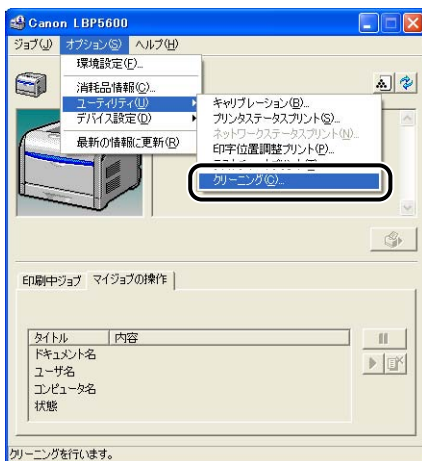 Canon LBP5600
ジョブ(J) オプション(S) ヘルプ(H)
環境設定(F)...
消耗品情報(C)...
ユーティリティ(U)
デバイス設定(D)
最新の情報に更新(R)
キャリブレーション(B)...
プリンタステータスプリント(S)...
ネットワークステータスプリント(N)...
印字位置調整プリント(P)...
クリーニング(G)...
印刷中ジョブ マイジョブの操作
タイトル 内容
ドキュメント名
ユーザ名
コンピュータ名
状態
クリーニングを行います。